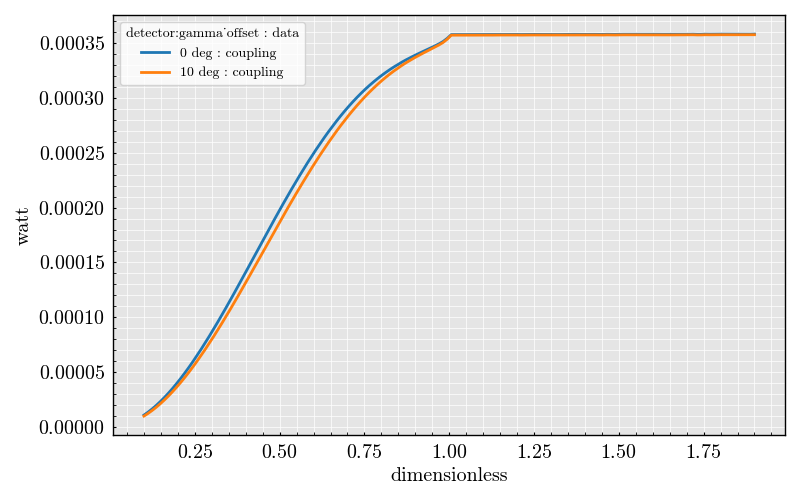 detector:gamma˙offset : data
0 deg : coupling
10 deg : coupling
0.00035
0.00030
0.00025
0.00020
0.00015
0.00010
0.00005
0.00000
watt
0.25 0.50 0.75 1.00 1.25 1.50 1.75
dimensionless